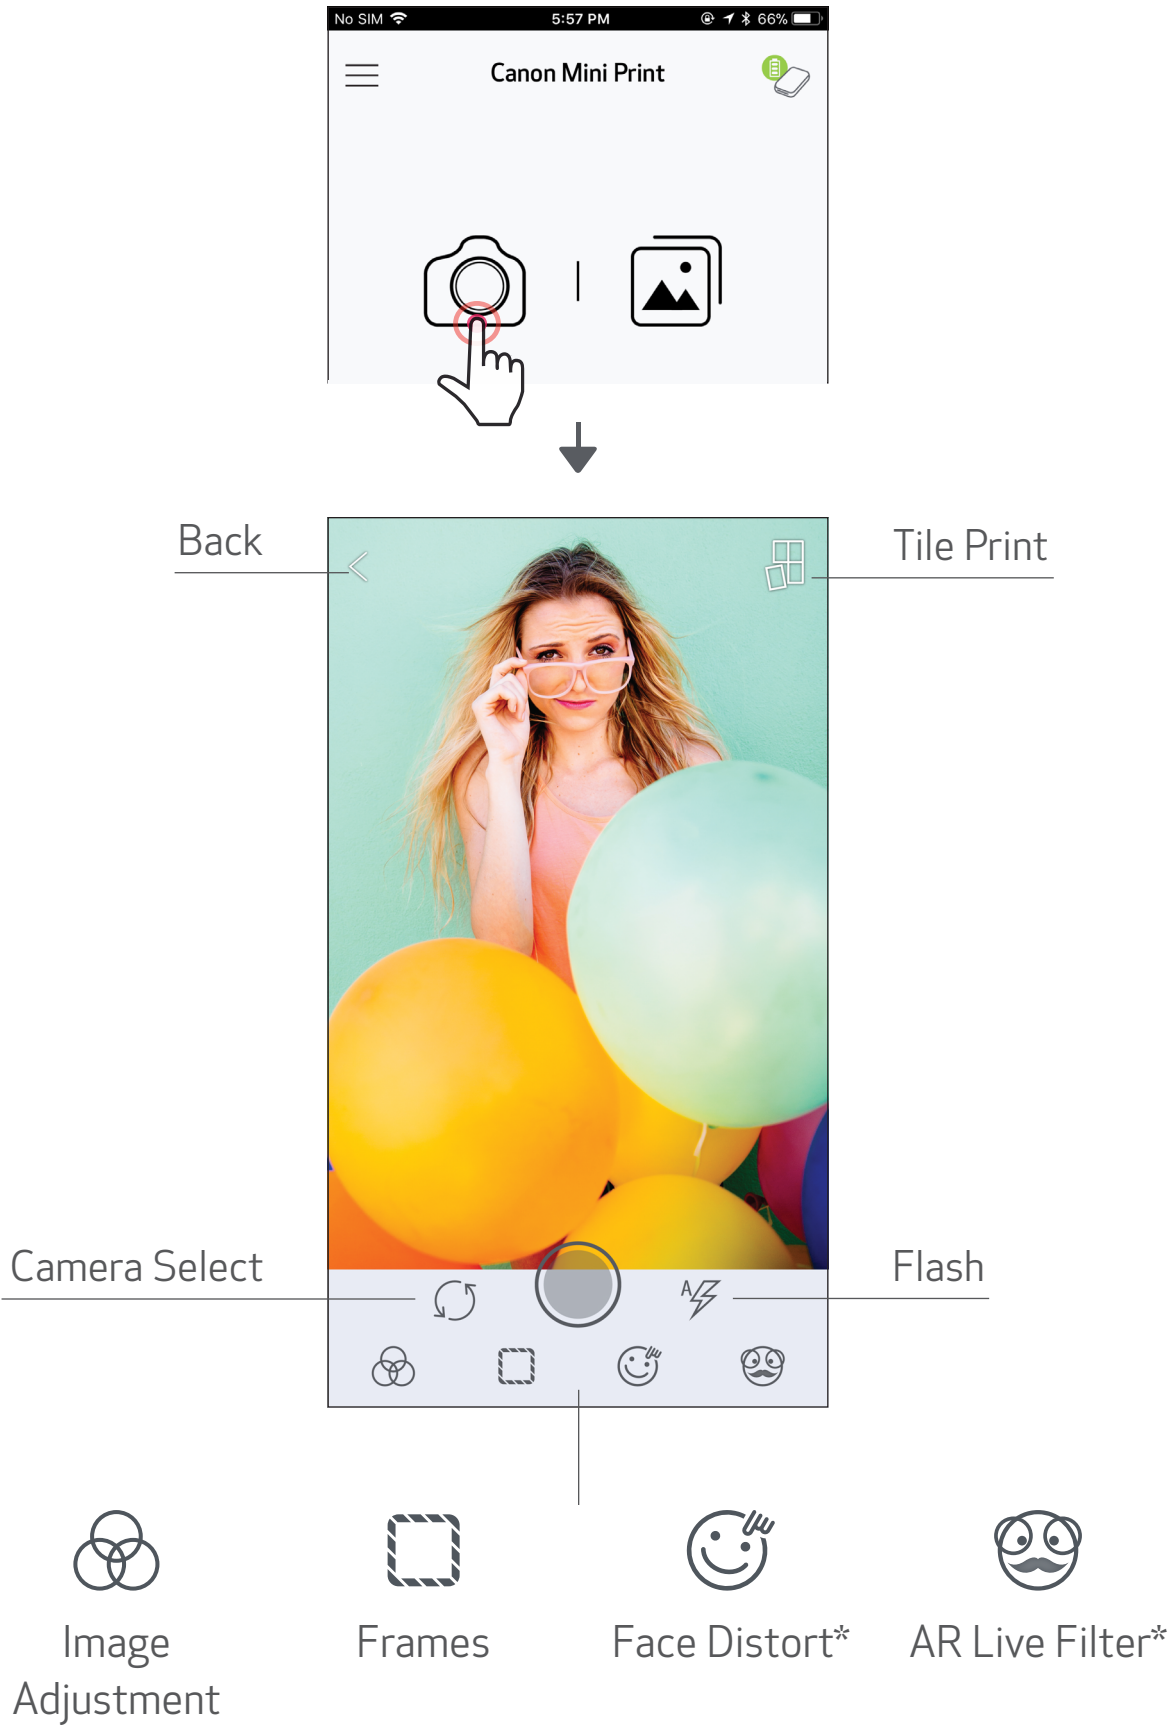 No SIM 5:57 PM 66%
Canon Mini Print
Back
Tile Print
Camera Select
Flash
A
Image
Adjustment
Frames
Face Distort*
AR Live Filter*